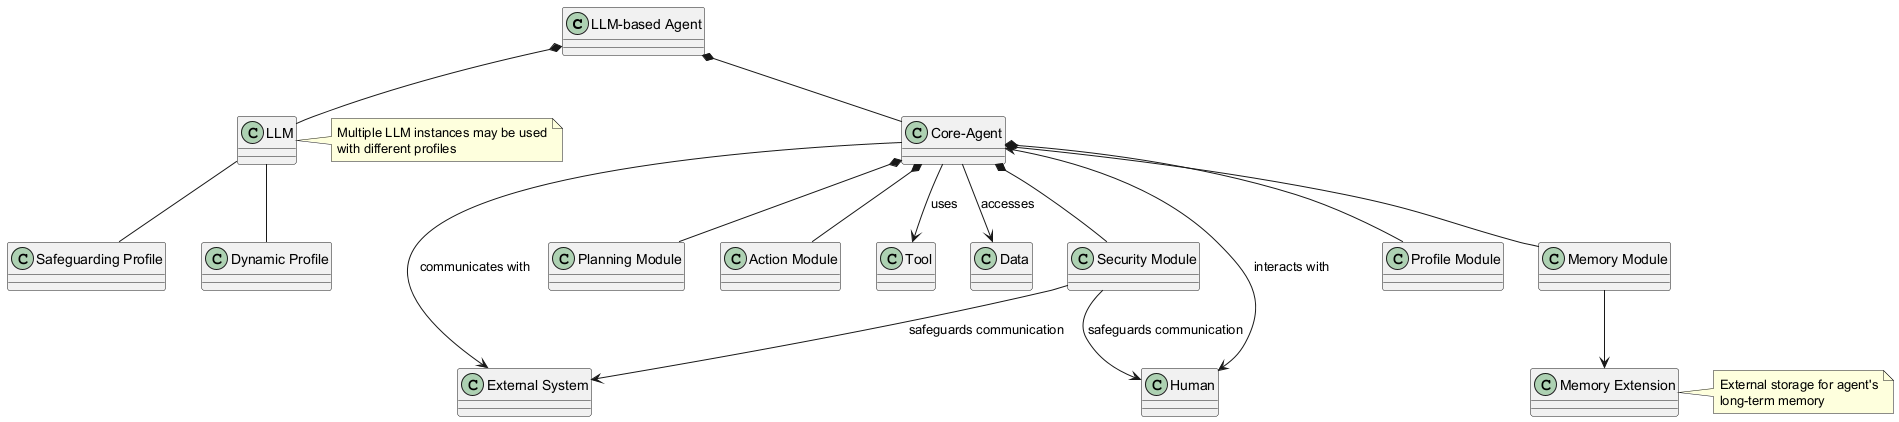 C LLM-based Agent
C LLM
Multiple LLM instances may be used
with different profiles
C Core-Agent
uses
accesses
C Safeguarding Profile
C Dynamic Profile
communicates with
C Planning Module
C Action Module
C Tool
C Data
C Security Module
interacts with
C Profile Module
C Memory Module
safeguards communication
safeguards communication
C External System
C Human
C Memory Extension
External storage for agent's
long-term memory